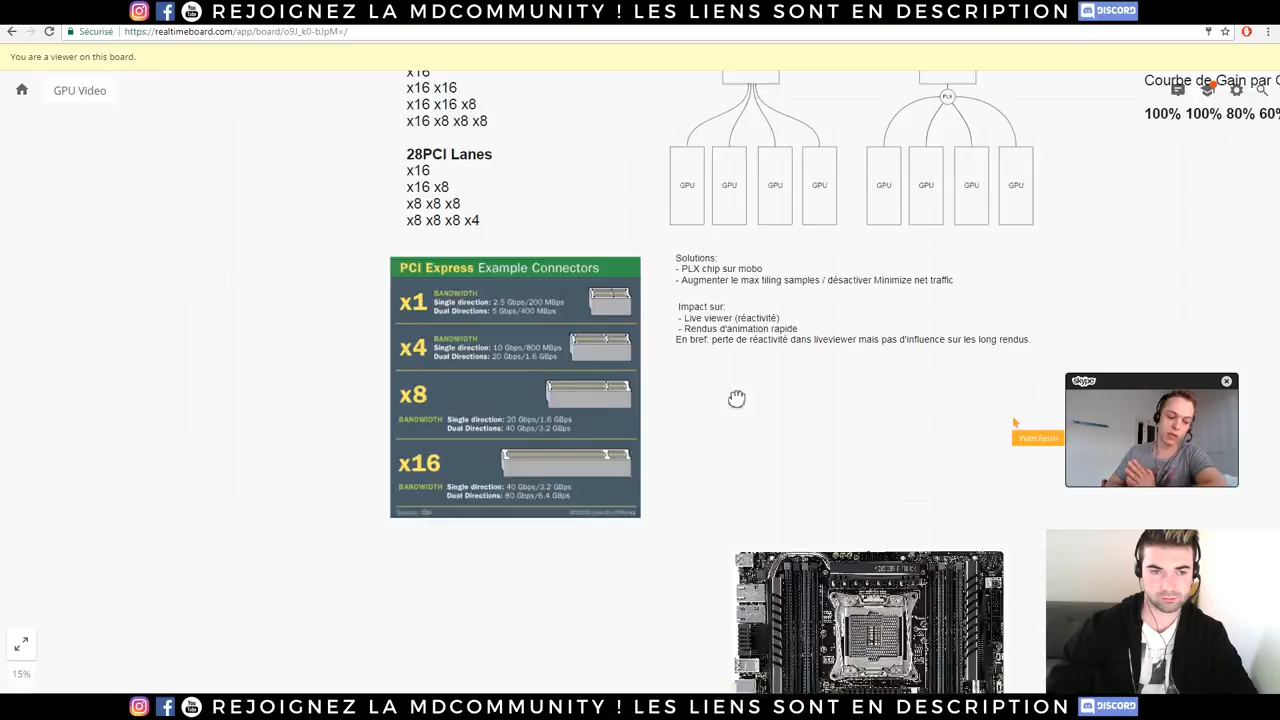 REJOIGNEZ LA MDCOMMUNITY ! LES LIENS SONT EN DESCRIPTION DISCORD
Sécurisé https://realtimeboard.com/app/board/o9J_k0-bJpM=/
You are a viewer on this board.
GPU Video
x16
x16 x16
x16 x16 x8
x16 x8 x8 x8
28PCI Lanes
x16
x16 x8
x8 x8 x8
x8 x8 x8 x4
PLX
GPU GPU GPU GPU GPU GPU GPU GPU
Courbe de Gain par
100% 100% 80% 60%
PCI Express Example Connectors
x1
BANDWIDTH
Single direction: 2.5 Gbps/200 MBps
Dual Directions: 5 Gbps/400 MBps
x4
BANDWIDTH
Single direction: 10 Gbps/800 MBps
Dual Directions: 20 Gbps/1.6 GBps
x8
BANDWIDTH Single direction: 20 Gbps/1.6 GBps
Dual Directions: 40 Gbps/3.2 GBps
x16
BANDWIDTH Single direction: 40 Gbps/3.2 GBps
Dual Directions: 80 Gbps/6.4 GBps
Solutions:
- PLX chip sur mobo
- Augmenter le max tiling samples / désactiver Minimize net traffic
Impact sur:
- Live viewer (réactivité)
- Rendus d'animation rapide
En bref: perte de réactivité dans liveviewer mais pas d'influence sur les long rendus.
skype
Yvan Feusi
15%
REJOIGNEZ LA MDCOMMUNITY ! LES LIENS SONT EN DESCRIPTION DISCORD